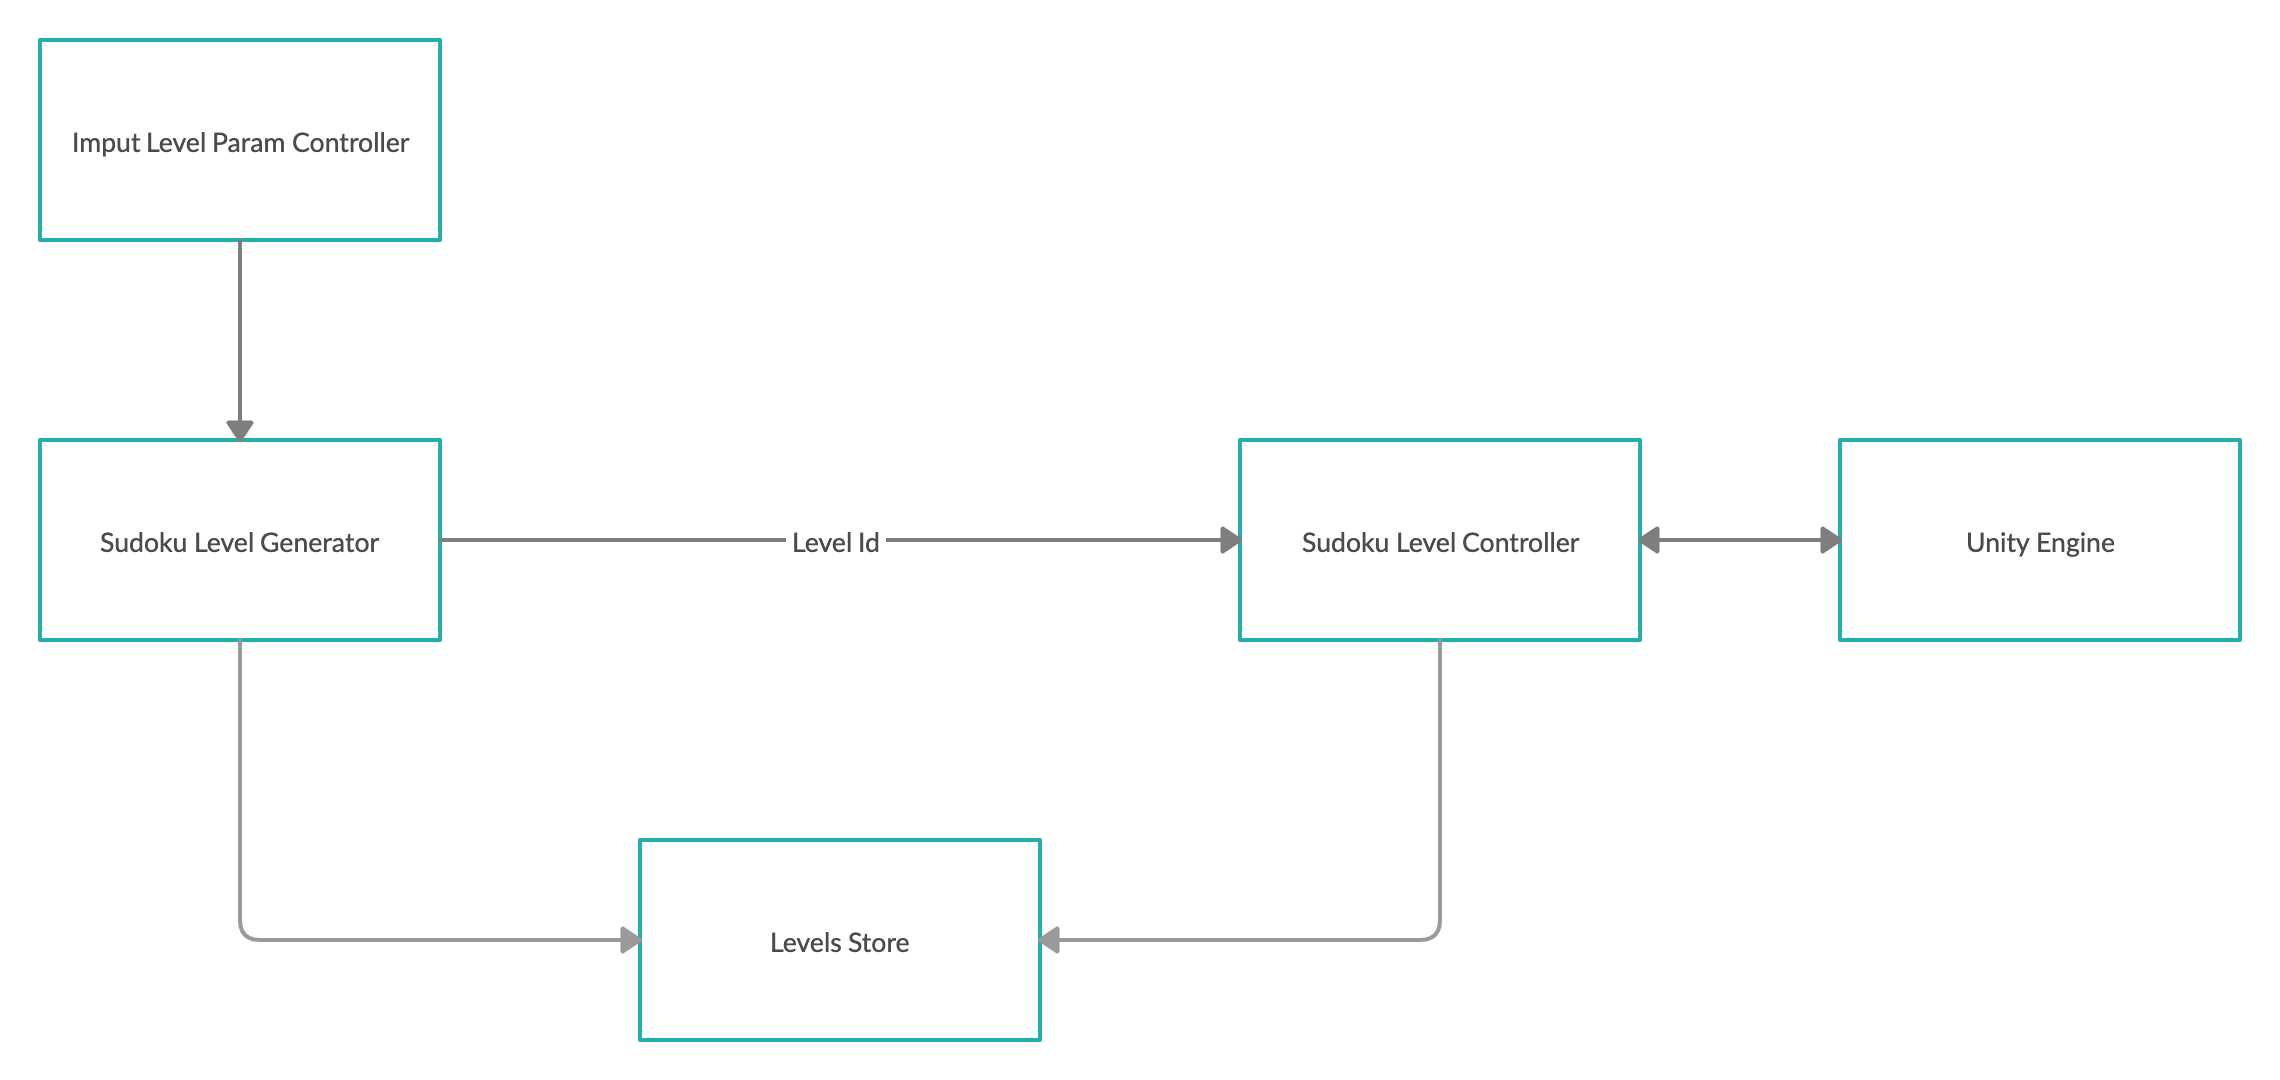 Imput Level Param Controller
Sudoku Level Generator
Level Id
Sudoku Level Controller
Unity Engine
Levels Store